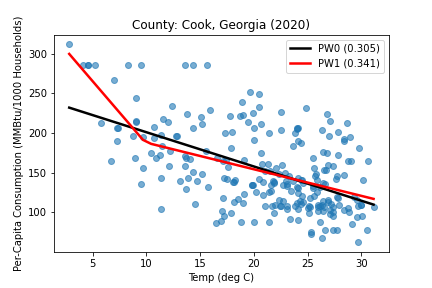 County: Cook, Georgia (2020)
PW0 (0.305)
PW1 (0.341)
Per-Capita Consumption (MMBtu/1000 Households)
300
250
200
150
100
5 10 15 20 25 30
Temp (deg C)